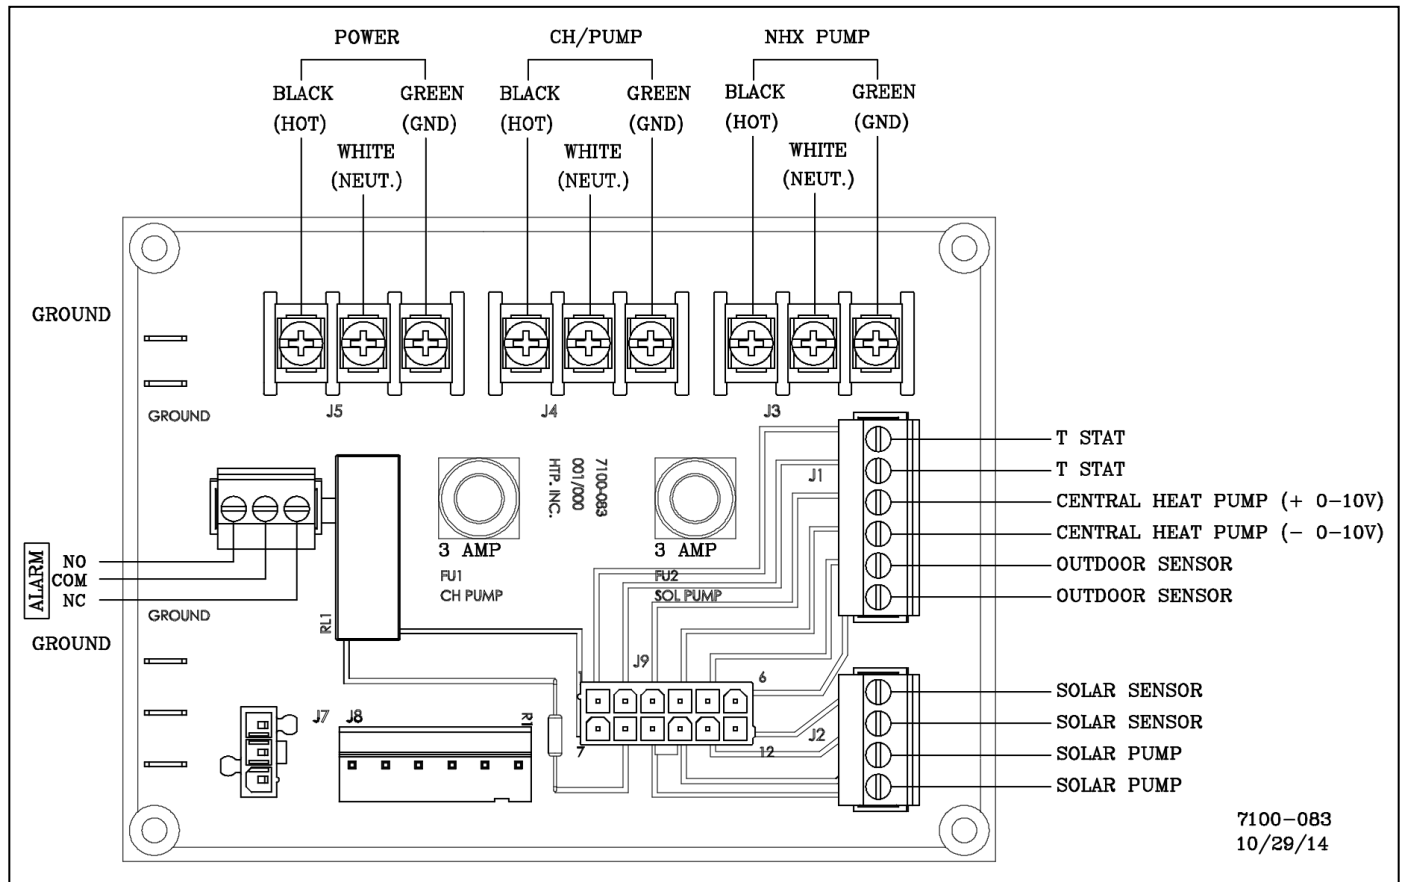 POWER CH/PUMP NHX PUMP
BLACK GREEN BLACK GREEN BLACK GREEN
(HOT) (GND) (HOT) (GND) (HOT) (GND)
WHITE WHITE WHITE
(NEUT.) (NEUT.) (NEUT.)
GROUND
GROUND
J5 J4 J3
7100-083
001/000
HTP. INC.
J1
T STAT
T STAT
CENTRAL HEAT PUMP (+ 0-10V)
CENTRAL HEAT PUMP (- 0-10V)
OUTDOOR SENSOR
OUTDOOR SENSOR
3 AMP 3 AMP
FU1 FU2
CH PUMP SOL PUMP
ALARM
NO
COM
NC
GROUND
GROUND
RL1
J9
1 6
7 12
J7 J8 R1
J2
SOLAR SENSOR
SOLAR SENSOR
SOLAR PUMP
SOLAR PUMP
7100-083
10/29/14